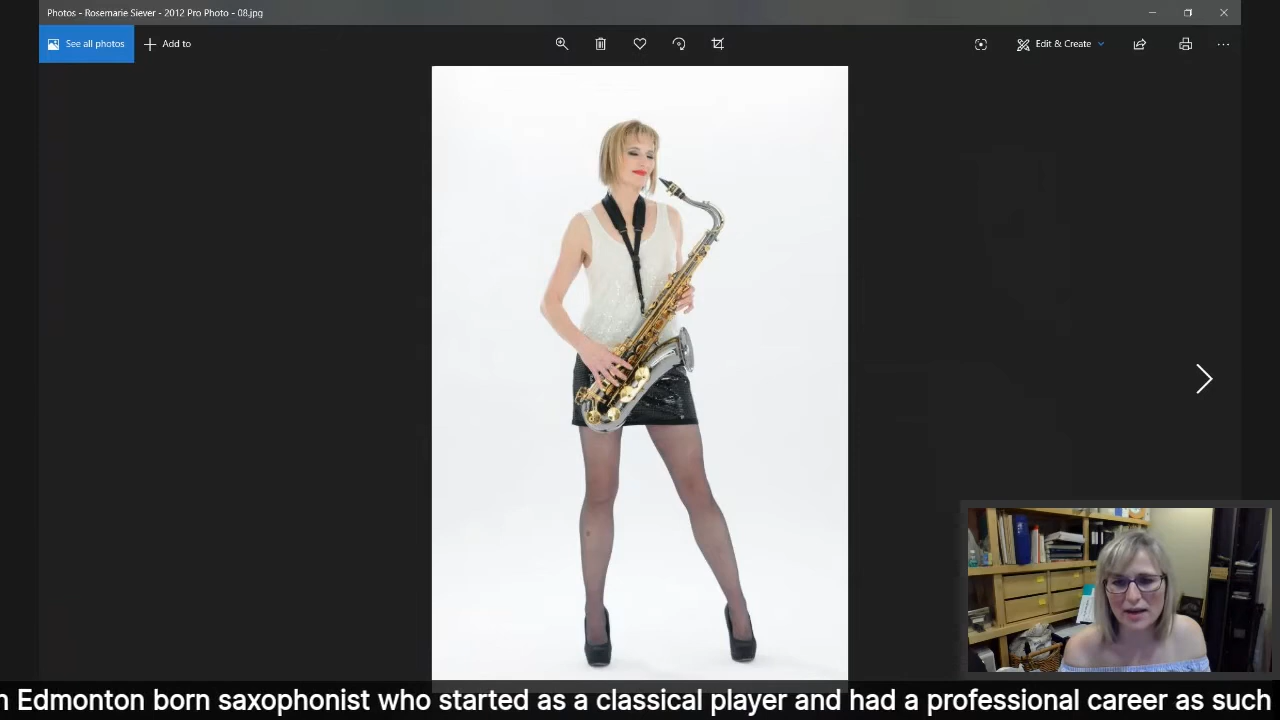 Photos - Rosemarie Siever - 2012 Pro Photo - 08.jpg
See all photos
Add to
Edit & Create
n Edmonton born saxophonist who started as a classical player and had a professional career as such